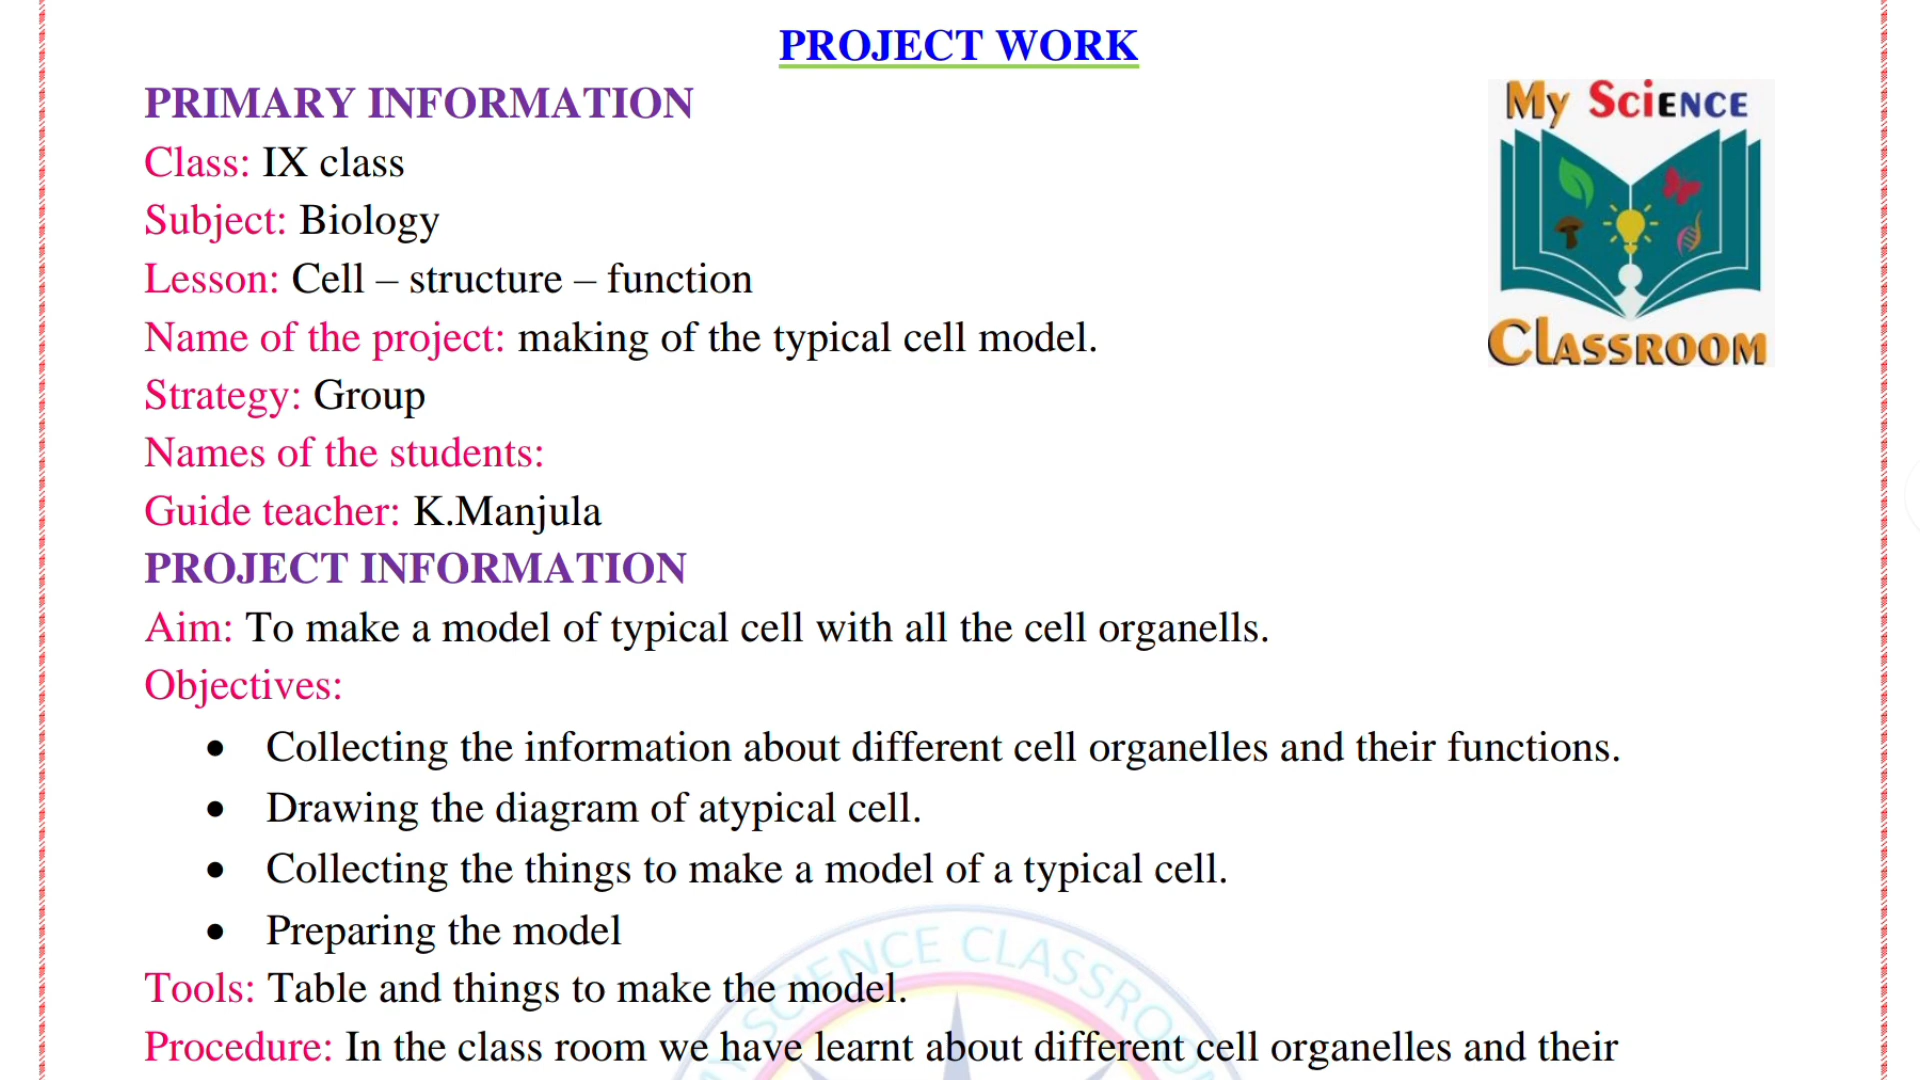 PROJECT WORK
PRIMARY INFORMATION
My SciENCE
CLASSROOM
Class: IX class
Subject: Biology
Lesson: Cell – structure – function
Name of the project: making of the typical cell model.
Strategy: Group
Names of the students:
Guide teacher: K.Manjula
PROJECT INFORMATION
Aim: To make a model of typical cell with all the cell organells.
Objectives:
• Collecting the information about different cell organelles and their functions.
• Drawing the diagram of atypical cell.
• Collecting the things to make a model of a typical cell.
• Preparing the model
Tools: Table and things to make the model.
Procedure: In the class room we have learnt about different cell organelles and their
SCIENCE CLASSROOM